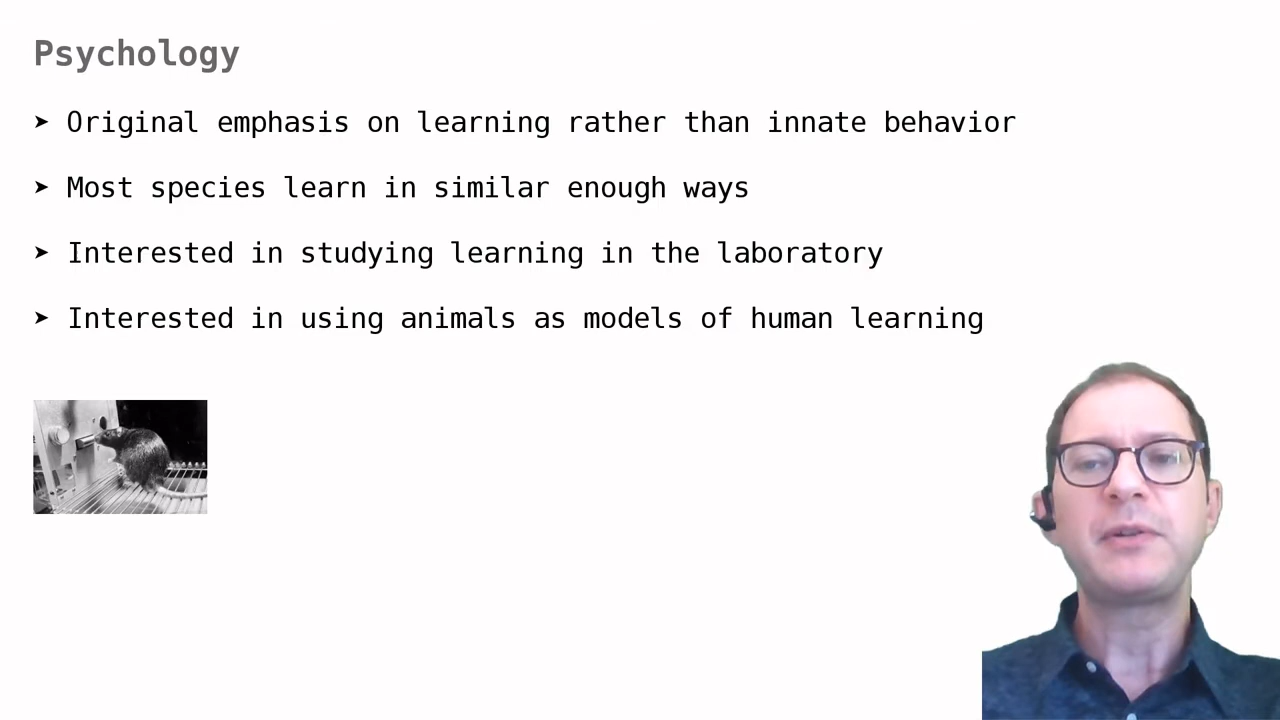 Psychology
➤ Original emphasis on learning rather than innate behavior
➤ Most species learn in similar enough ways
➤ Interested in studying learning in the laboratory
➤ Interested in using animals as models of human learning